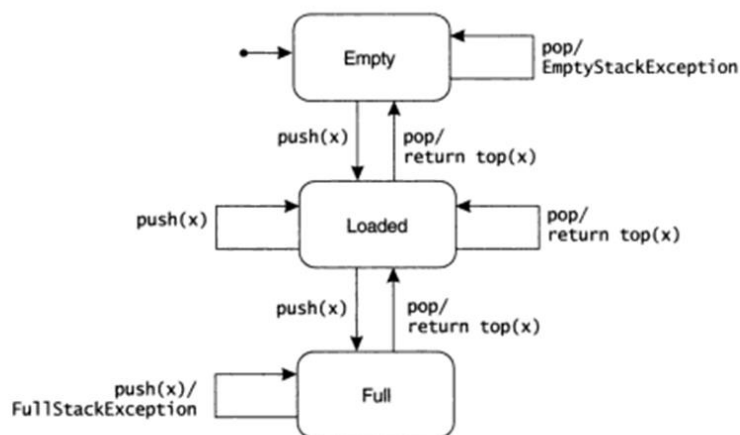 Empty
pop/
EmptyStackException
push(x)
pop/
return top(x)
push(x)
Loaded
pop/
return top(x)
push(x)
pop/
return top(x)
push(x)/
FullStackException
Full